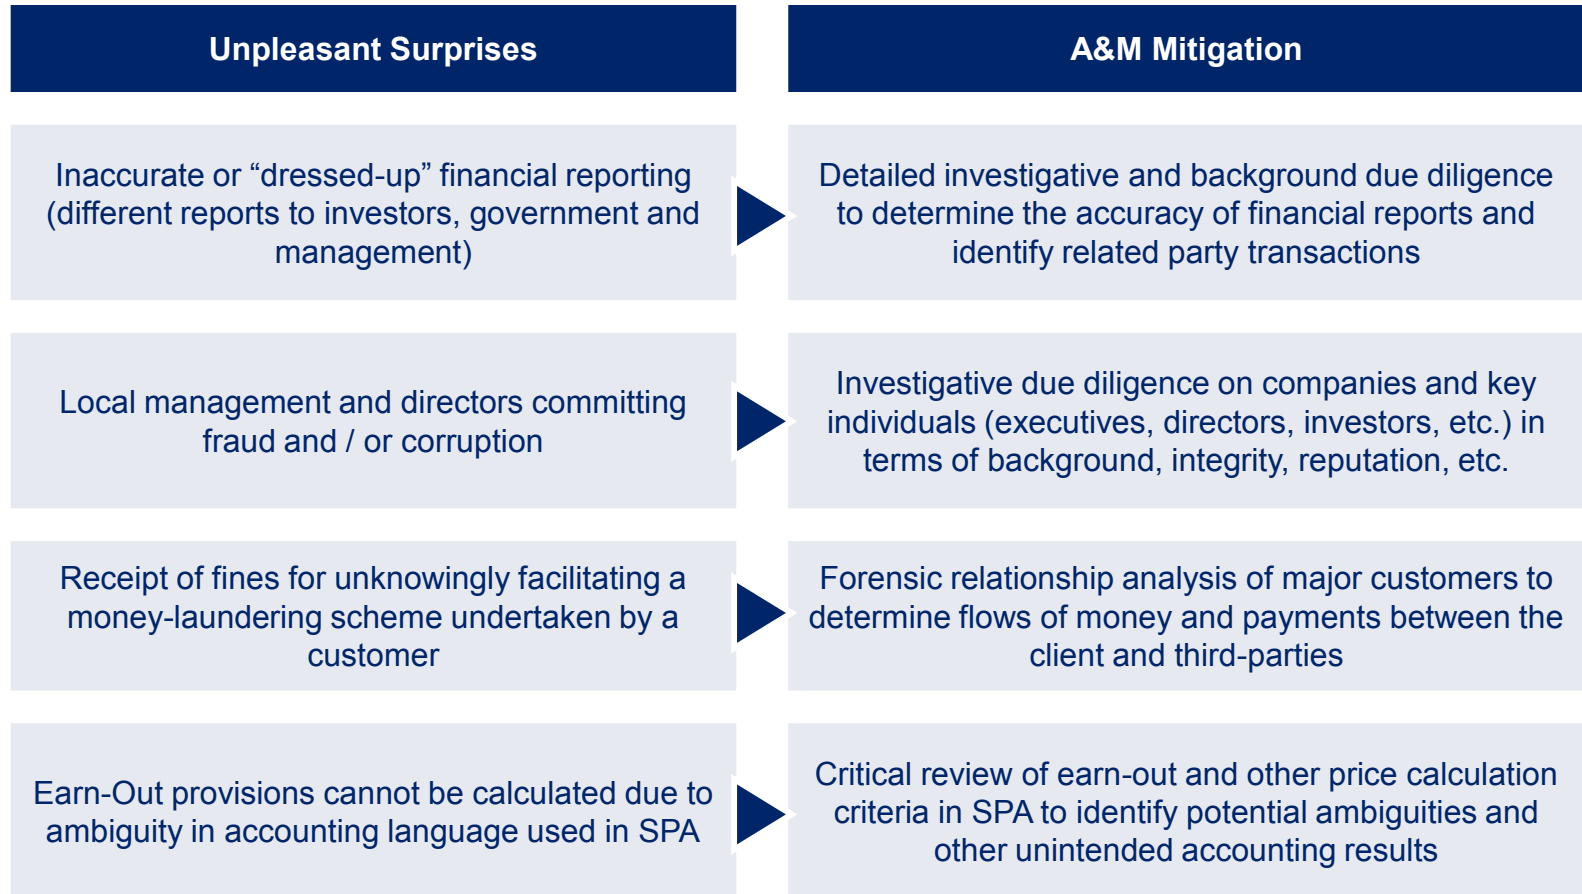 Unpleasant Surprises
A&M Mitigation
Inaccurate or “dressed-up” financial reporting
(different reports to investors, government and
management)
Detailed investigative and background due diligence
to determine the accuracy of financial reports and
identify related party transactions
Local management and directors committing
fraud and / or corruption
Investigative due diligence on companies and key
individuals (executives, directors, investors, etc.) in
terms of background, integrity, reputation, etc.
Receipt of fines for unknowingly facilitating a
money-laundering scheme undertaken by a
customer
Forensic relationship analysis of major customers to
determine flows of money and payments between the
client and third-parties
Earn-Out provisions cannot be calculated due to
ambiguity in accounting language used in SPA
Critical review of earn-out and other price calculation
criteria in SPA to identify potential ambiguities and
other unintended accounting results